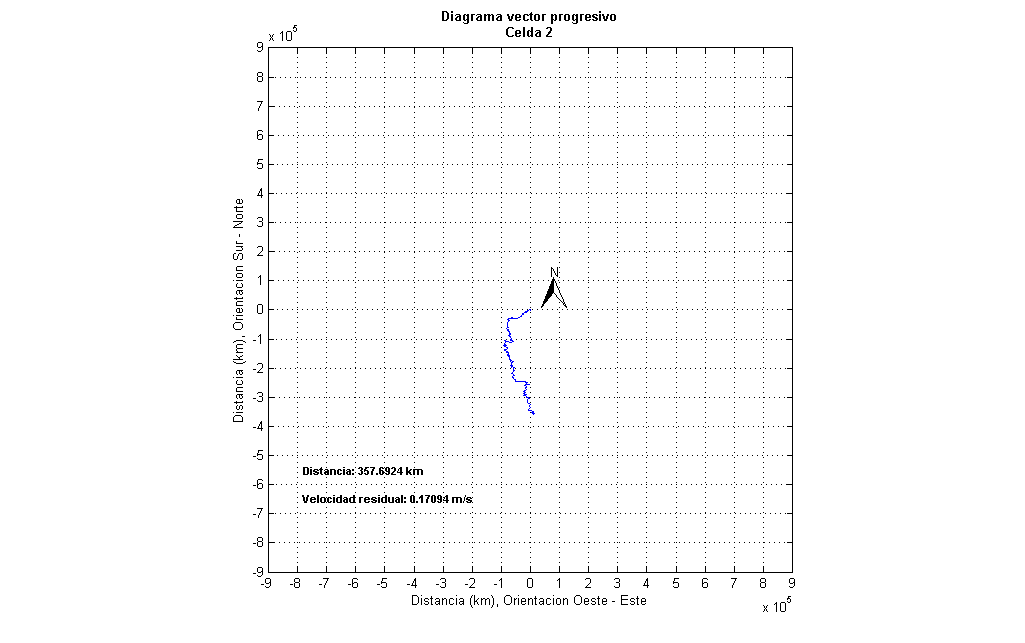 Diagrama vector progresivo
Celda 2
x 10^5
9
8
7
6
5
4
3
2
1
0
-1
-2
-3
-4
-5
-6
-7
-8
-9
Distancia (km), Orientacion Sur - Norte
N
Distancia: 357.6924 km
Velocidad residual: 0.17094 m/s
-9 -8 -7 -6 -5 -4 -3 -2 -1 0 1 2 3 4 5 6 7 8 9
Distancia (km), Orientacion Oeste - Este
x 10^5